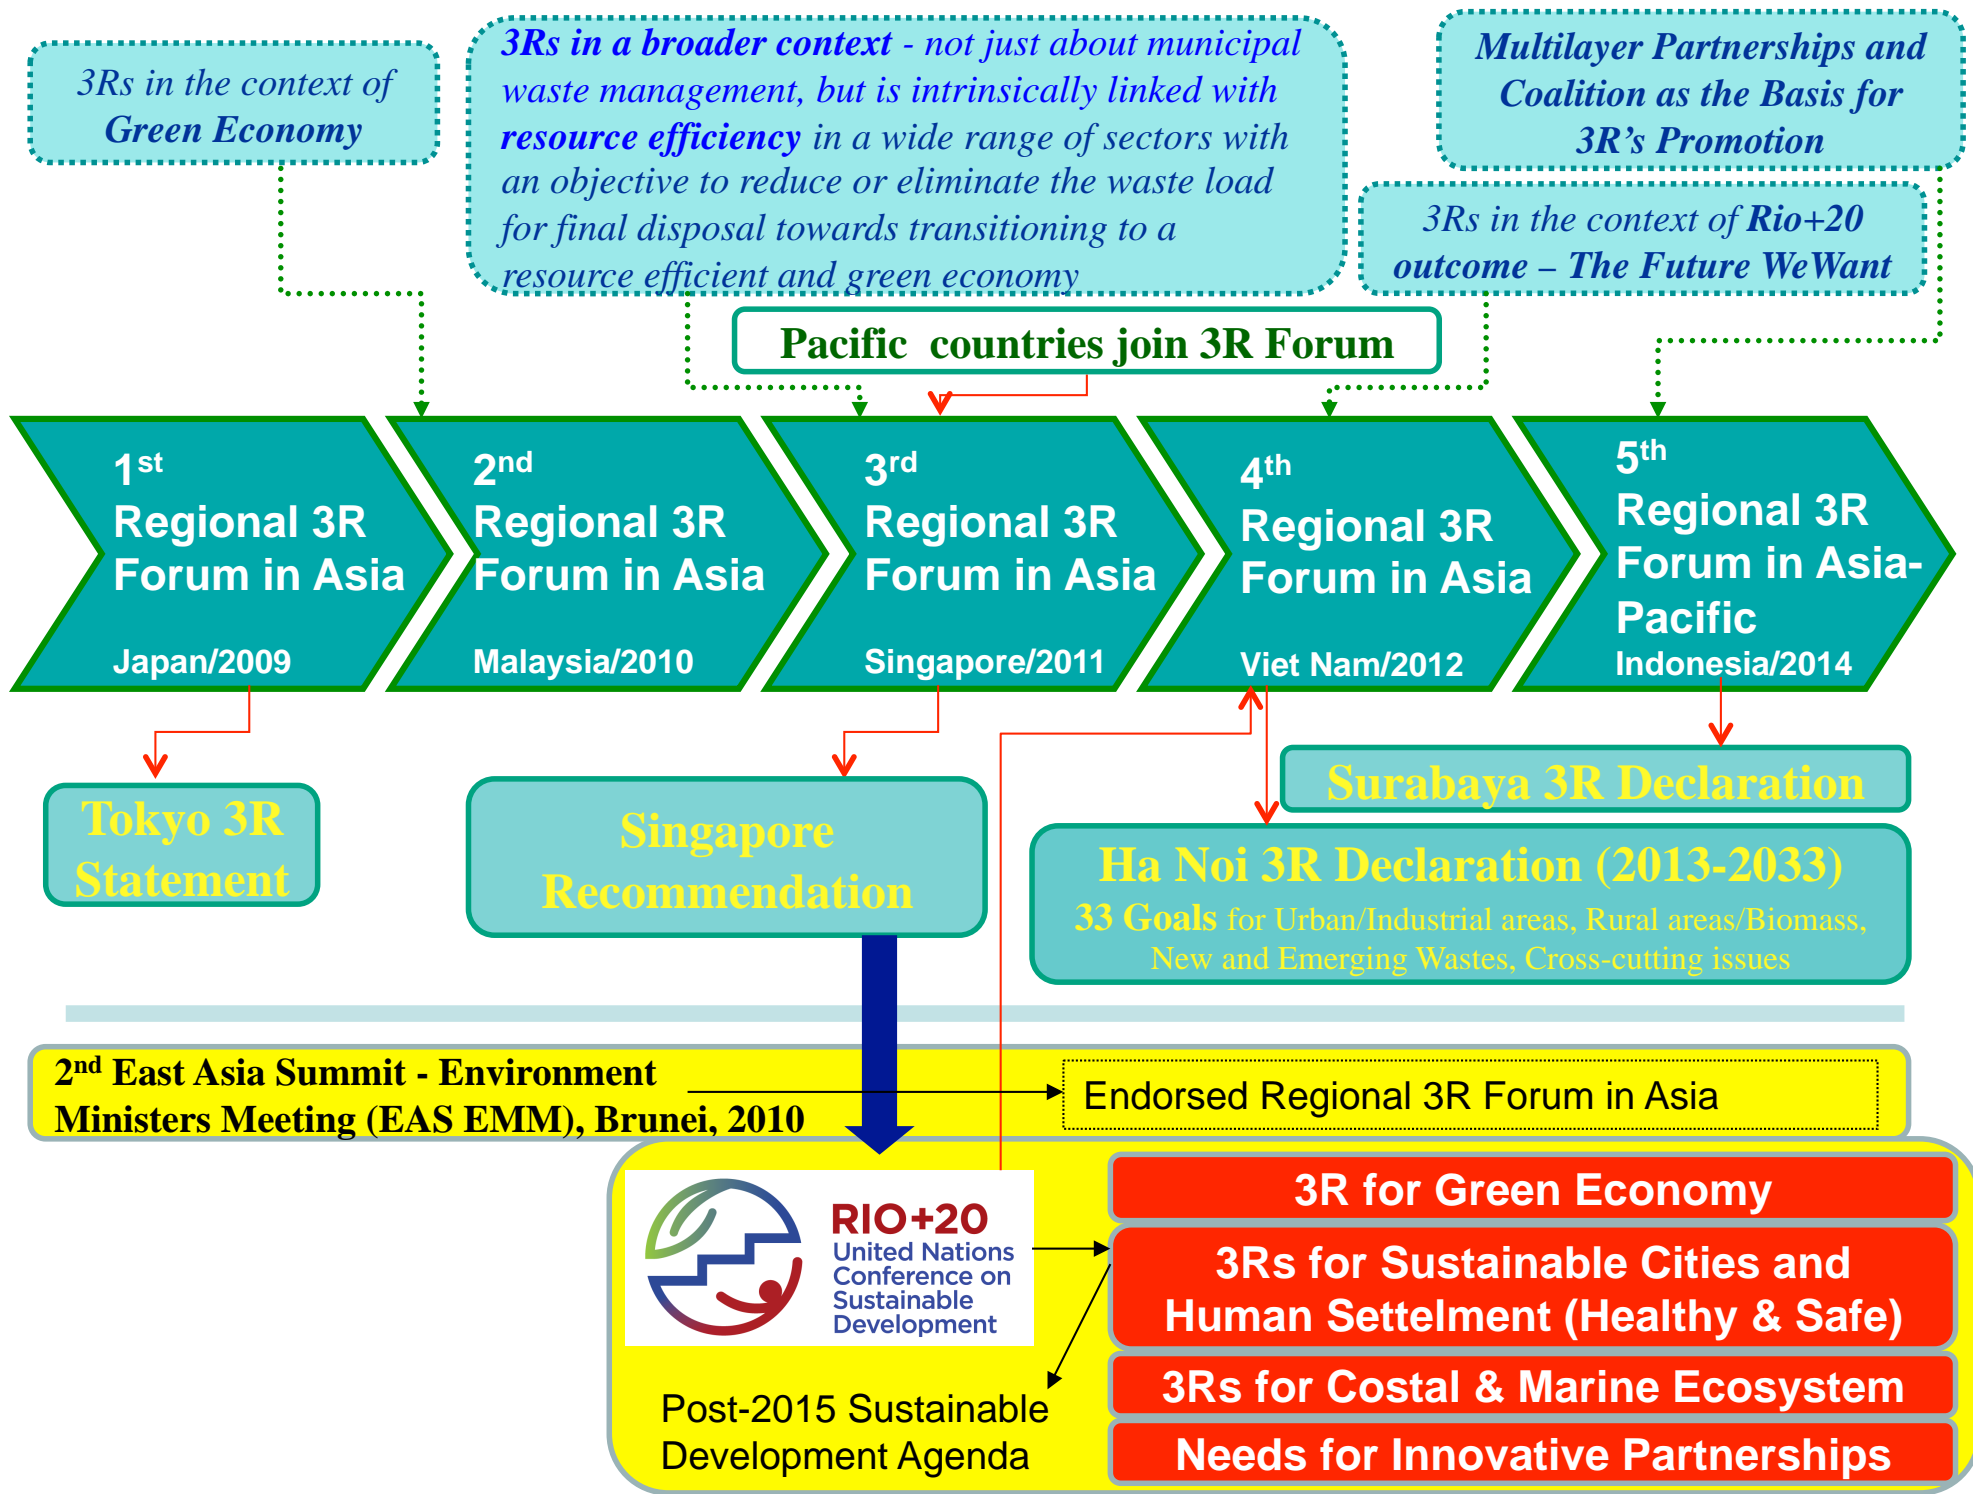 3Rs in the context of
Green Economy
3Rs in a broader context - not just about municipal
waste management, but is intrinsically linked with
resource efficiency in a wide range of sectors with
an objective to reduce or eliminate the waste load
for final disposal towards transitioning to a
resource efficient and green economy
Multilayer Partnerships and
Coalition as the Basis for
3R’s Promotion
3Rs in the context of Rio+20
outcome – The Future WeWant
Pacific countries join 3R Forum
1st
Regional 3R
Forum in Asia
Japan/2009
2nd
Regional 3R
Forum in Asia
Malaysia/2010
3rd
Regional 3R
Forum in Asia
Singapore/2011
4th
Regional 3R
Forum in Asia
Viet Nam/2012
5th
Regional 3R
Forum in Asia-
Pacific
Indonesia/2014
Tokyo 3R
Statement
Singapore
Recommendation
Surabaya 3R Declaration
Ha Noi 3R Declaration (2013-2033)
33 Goals for Urban/Industrial areas, Rural areas/Biomass,
New and Emerging Wastes, Cross-cutting issues
2nd East Asia Summit - Environment
Ministers Meeting (EAS EMM), Brunei, 2010
Endorsed Regional 3R Forum in Asia
RIO+20
United Nations
Conference on
Sustainable
Development
Post-2015 Sustainable
Development Agenda
3R for Green Economy
3Rs for Sustainable Cities and
Human Settelment (Healthy & Safe)
3Rs for Costal & Marine Ecosystem
Needs for Innovative Partnerships